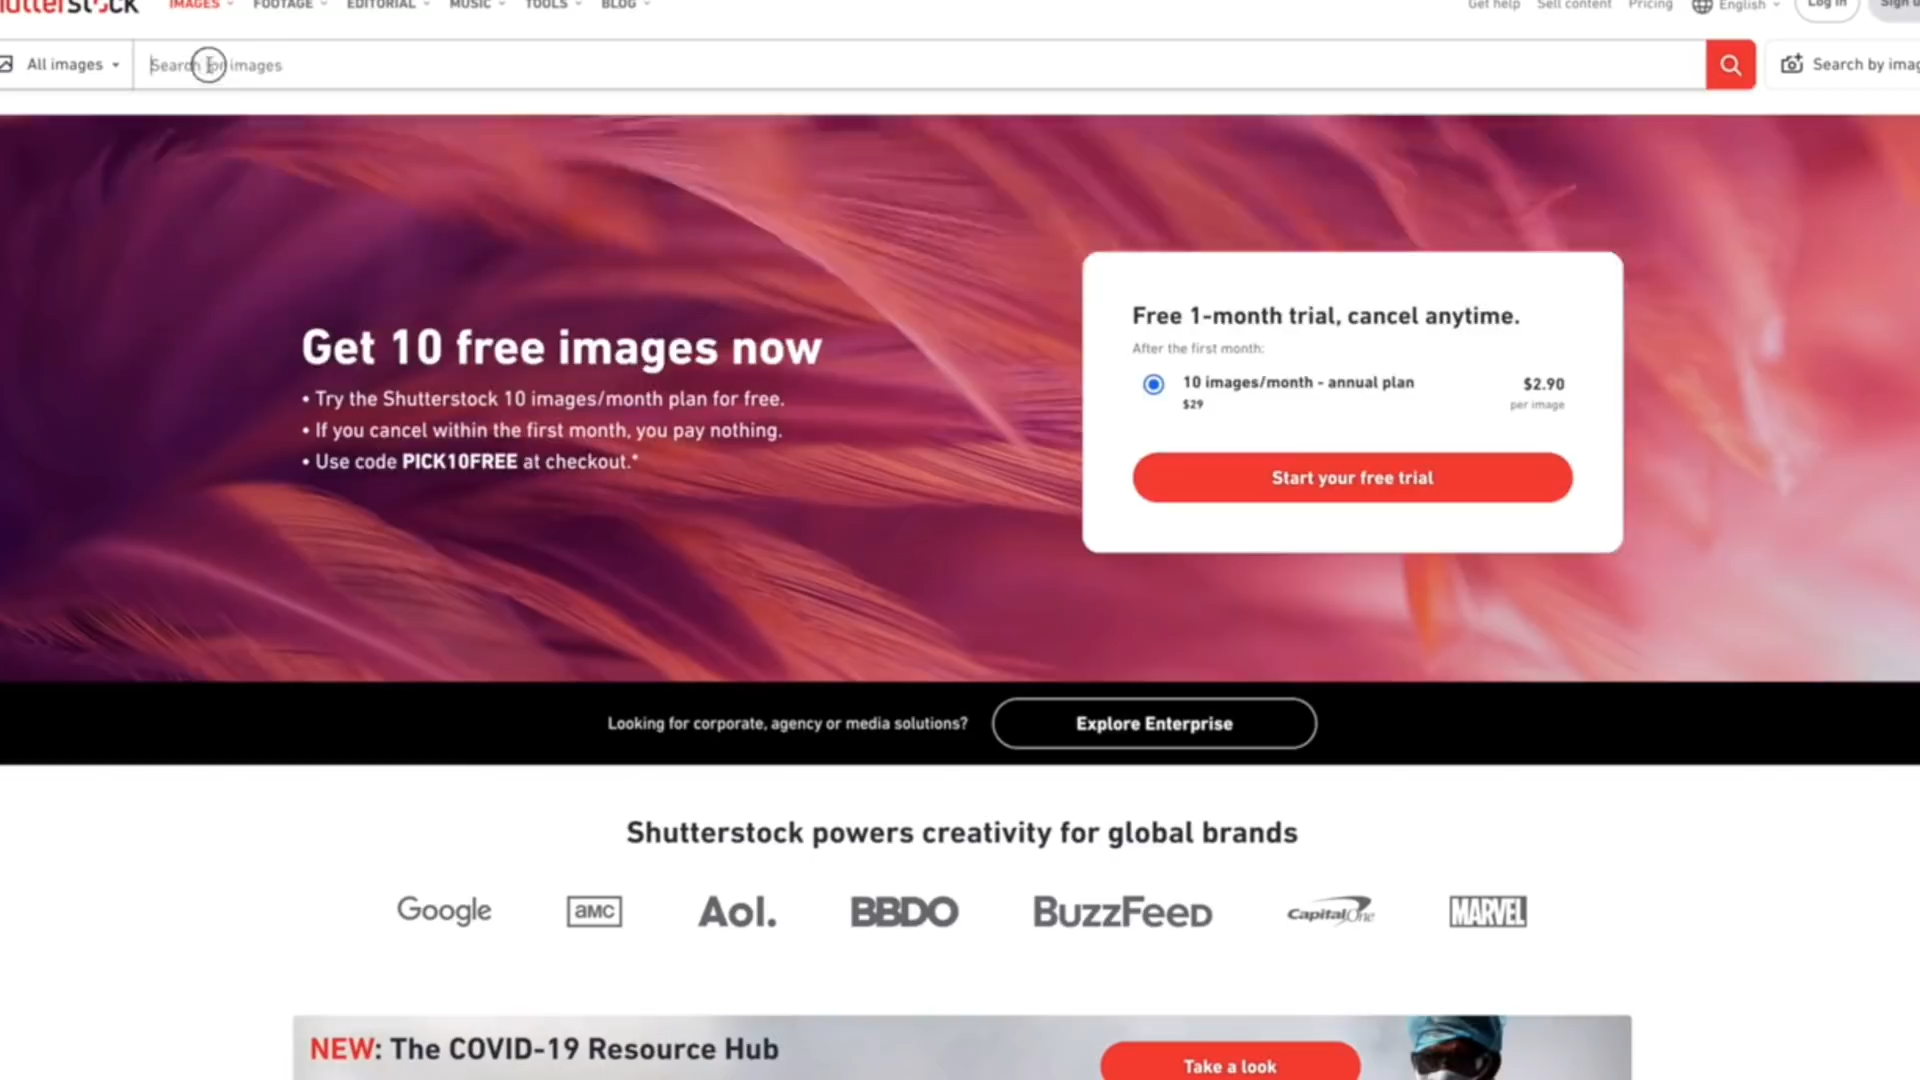 IMAGES
FOOTAGE
EDITORIAL
MUSIC
TOOLS
BLOG
Get help
Sell content
Pricing
English
Log in
Sign
All images
Search for images
Search by
Get 10 free images now
• Try the Shutterstock 10 images/month plan for free.
• If you cancel within the first month, you pay nothing.
• Use code PICK10FREE at checkout.*
Free 1-month trial, cancel anytime.
After the first month:
10 images/month - annual plan
$2.90
$29
per image
Start your free trial
Looking for corporate, agency or media solutions?
Explore Enterprise
Shutterstock powers creativity for global brands
Google
aMC
Aol.
BBDO
BuzzFeeD
CapitalOne
MARVEL
NEW: The COVID-19 Resource Hub
Take a look